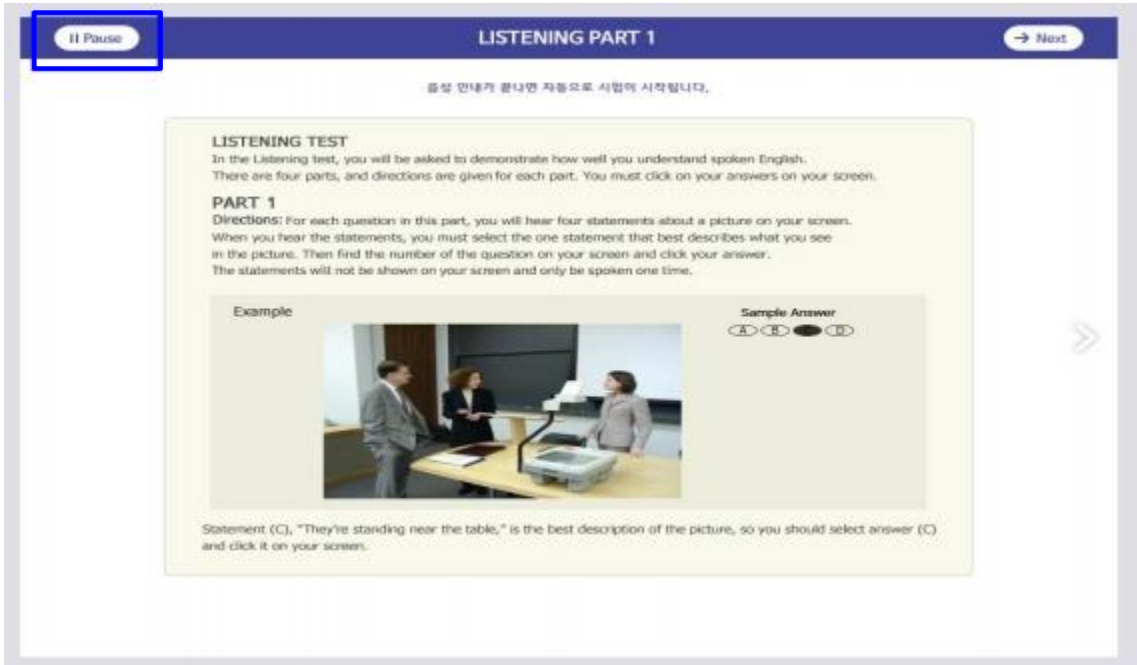 II Pause
LISTENING PART 1
→ Next
음성 안내가 끝나면 자동으로 시험이 시작됩니다.
LISTENING TEST
In the Listening test, you will be asked to demonstrate how well you understand spoken English.
There are four parts, and directions are given for each part. You must click on your answers on your screen.
PART 1
Directions: For each question in this part, you will hear four statements about a picture on your screen.
When you hear the statements, you must select the one statement that best describes what you see
in the picture. Then find the number of the question on your screen and click your answer.
The statements will not be shown on your screen and only be spoken one time.
Example
Sample Answer
A B D
Statement (C), "They're standing near the table," is the best description of the picture, so you should select answer (C)
and click it on your screen.